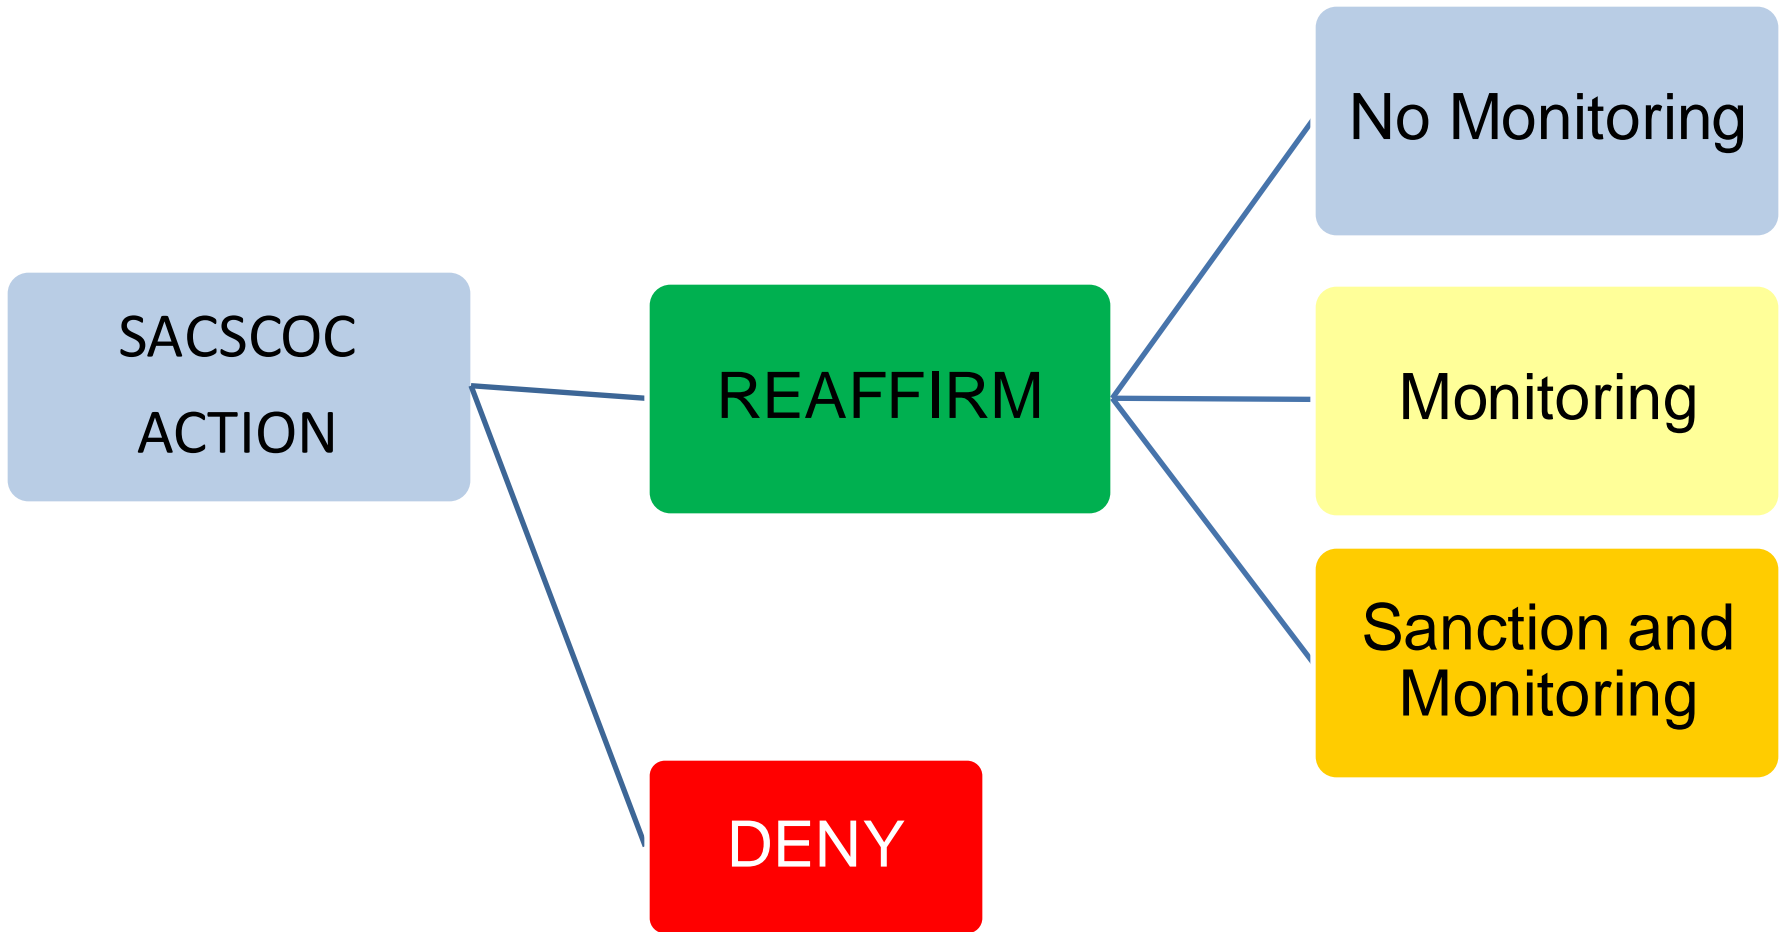 SACSCOC
ACTION
REAFFIRM
DENY
No Monitoring
Monitoring
Sanction and
Monitoring